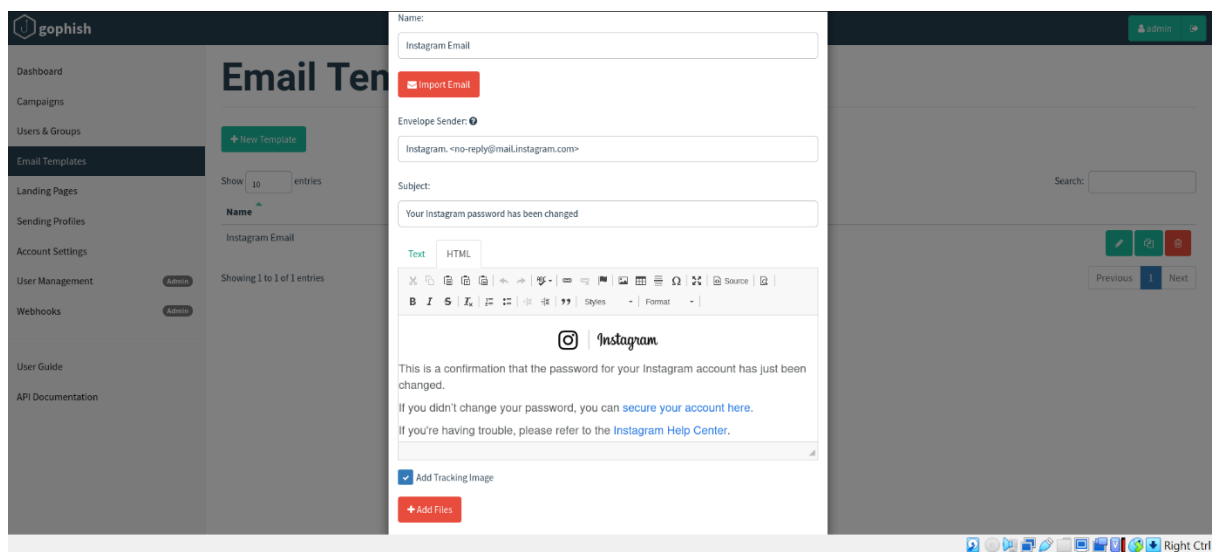 gophish
admin
Dashboard
Campaigns
Users & Groups
Email Templates
Landing Pages
Sending Profiles
Account Settings
User Management Admin
Webhooks Admin
User Guide
API Documentation
Email Ten
New Template
Show 10 entries
Search:
Name
Instagram Email
Showing 1 to 1 of 1 entries
Previous 1 Next
Name:
Instagram Email
Import Email
Envelope Sender:
Instagram. <no-reply@mail.instagram.com>
Subject:
Your Instagram password has been changed
Text HTML
Source
B I S Ix Styles Format
Instagram
This is a confirmation that the password for your Instagram account has just been
changed.
If you didn't change your password, you can secure your account here.
If you're having trouble, please refer to the Instagram Help Center.
Add Tracking Image
+ Add Files
Right Ctrl